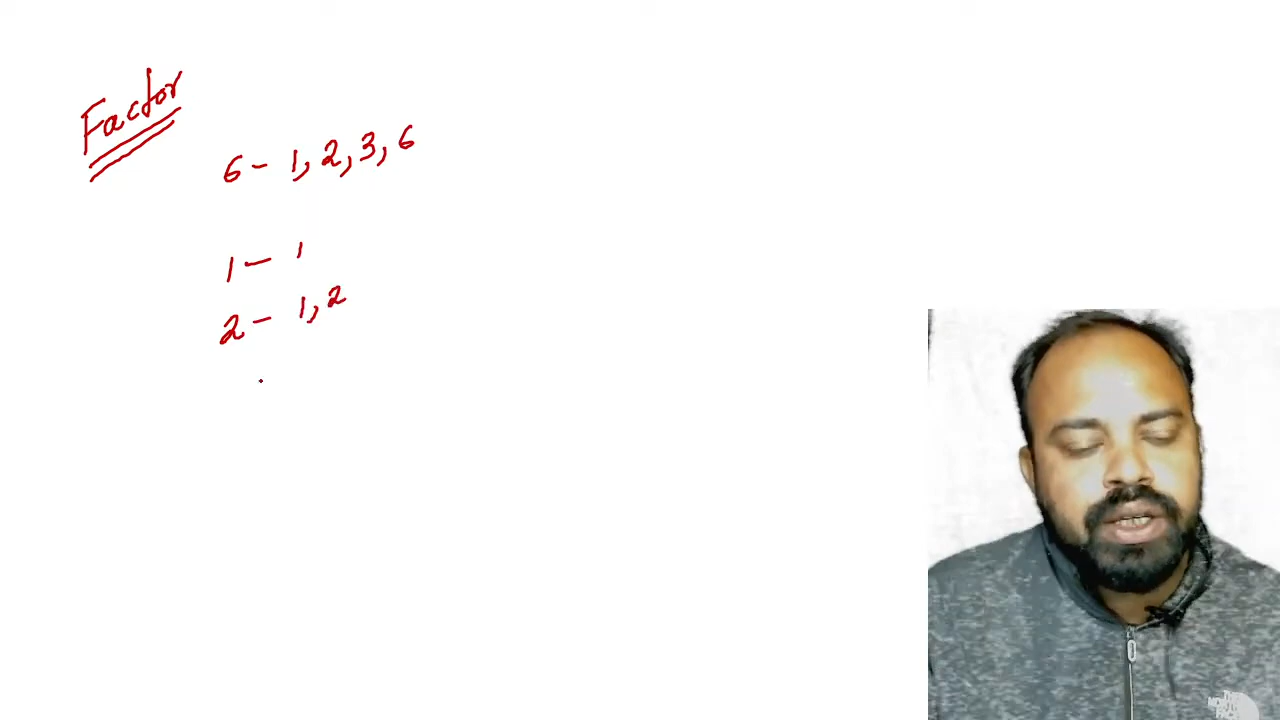 Factor
6 - 1, 2, 3, 6
1 - 1
2 - 1, 2